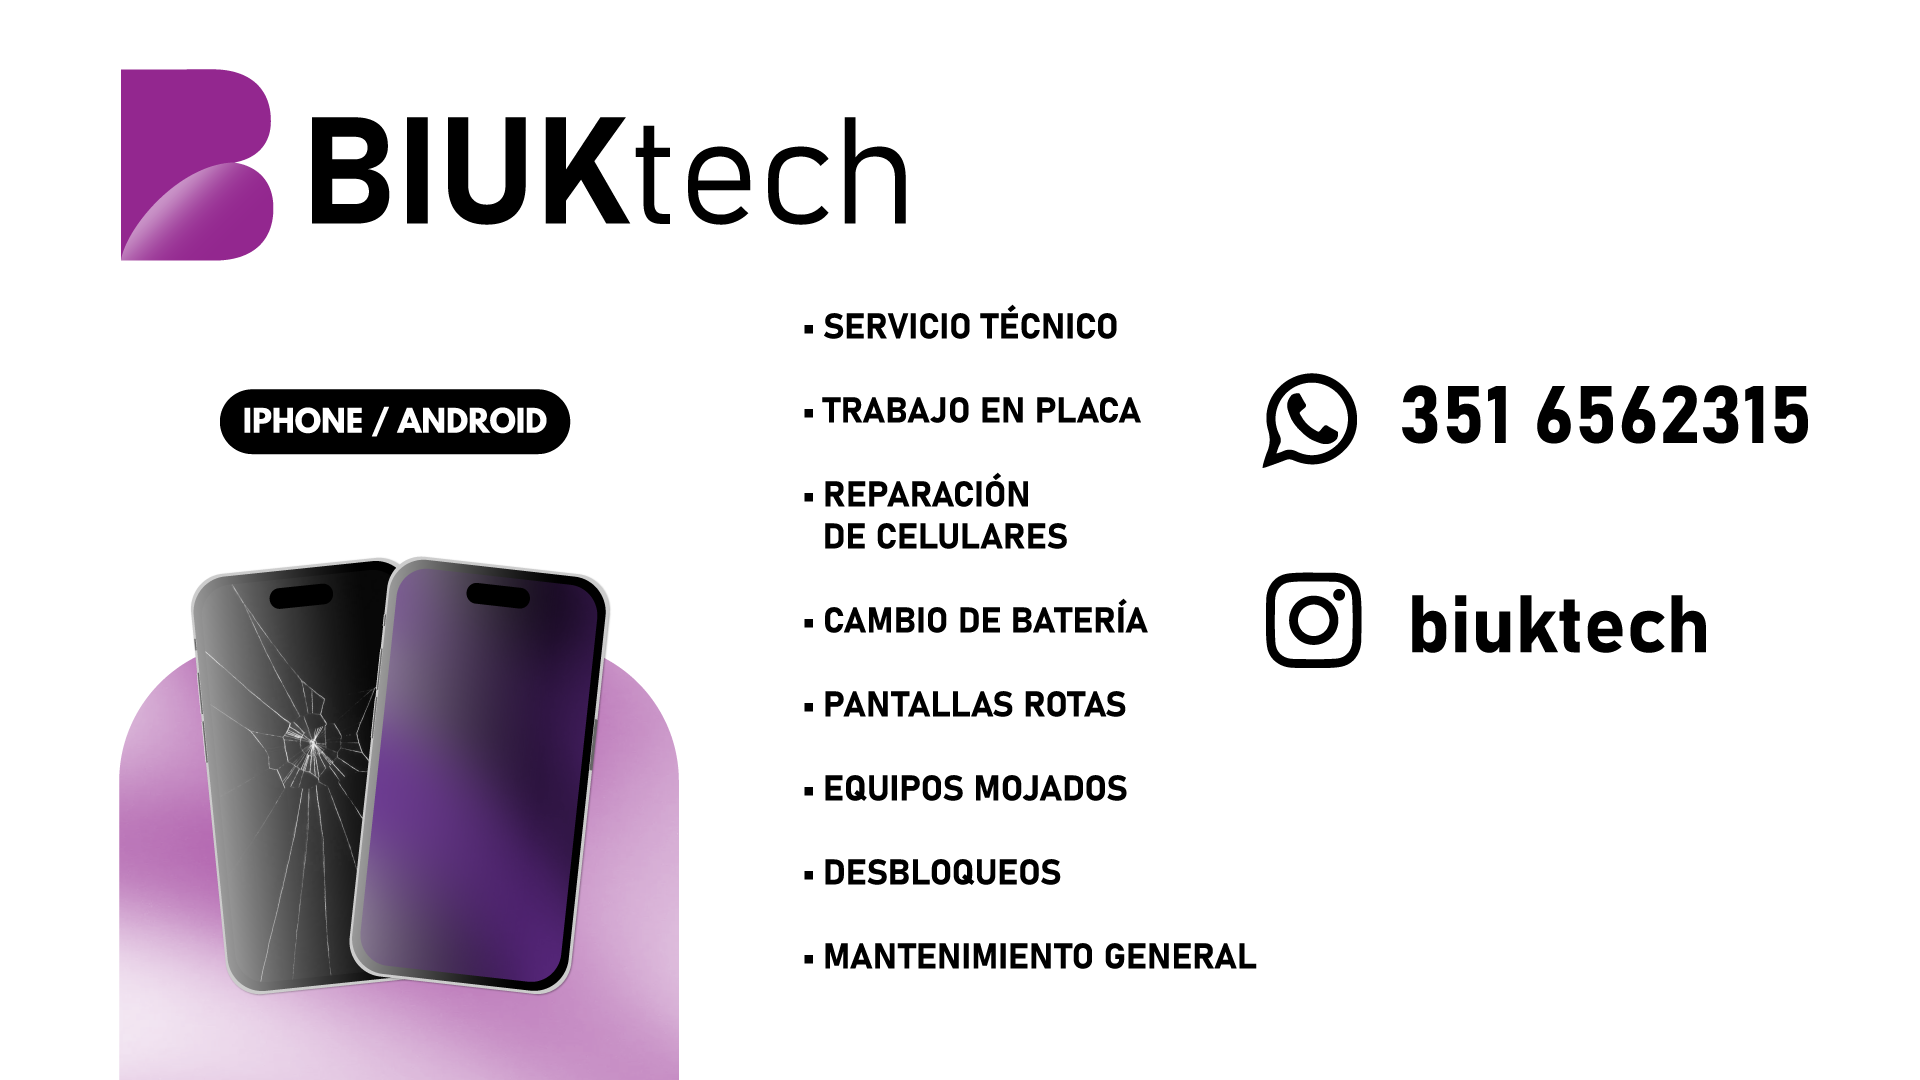 BIUKtech
IPHONE / ANDROID
▪ SERVICIO TÉCNICO
▪ TRABAJO EN PLACA
▪ REPARACIÓN
DE CELULARES
▪ CAMBIO DE BATERÍA
▪ PANTALLAS ROTAS
▪ EQUIPOS MOJADOS
▪ DESBLOQUEOS
▪ MANTENIMIENTO GENERAL
351 6562315
biuktech